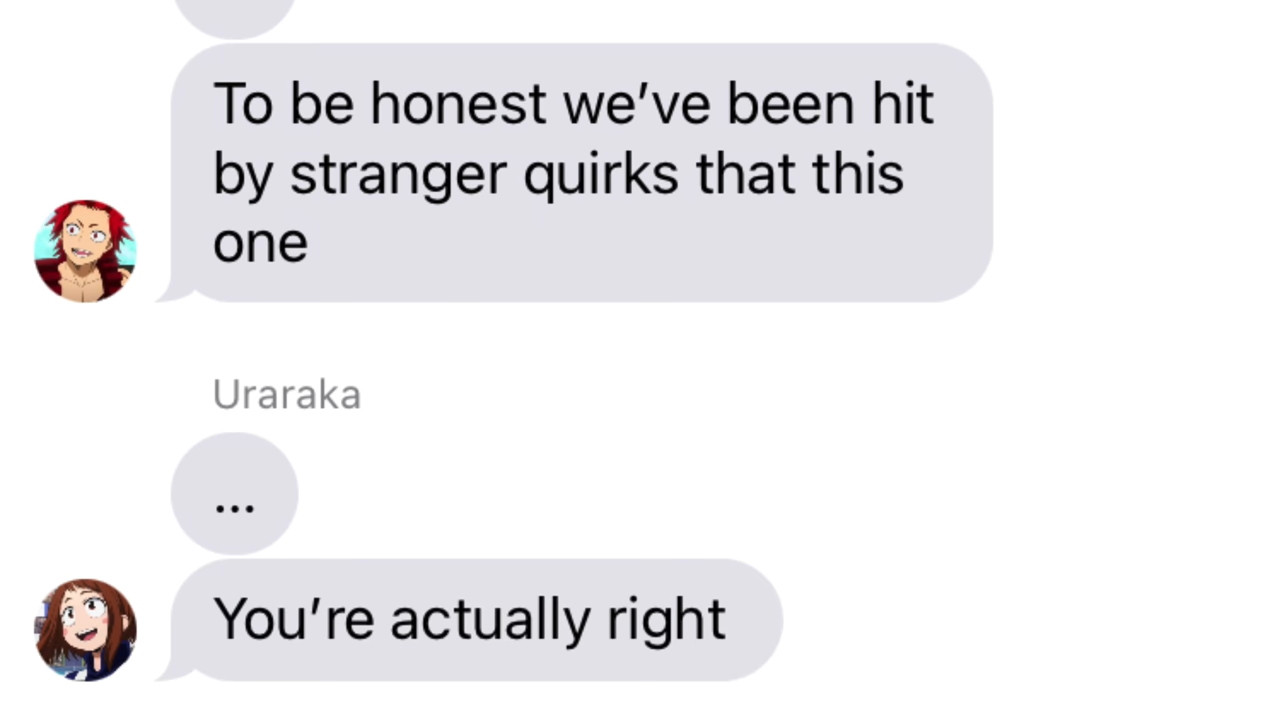 To be honest we’ve been hit
by stranger quirks that this
one
Uraraka
...
You’re actually right